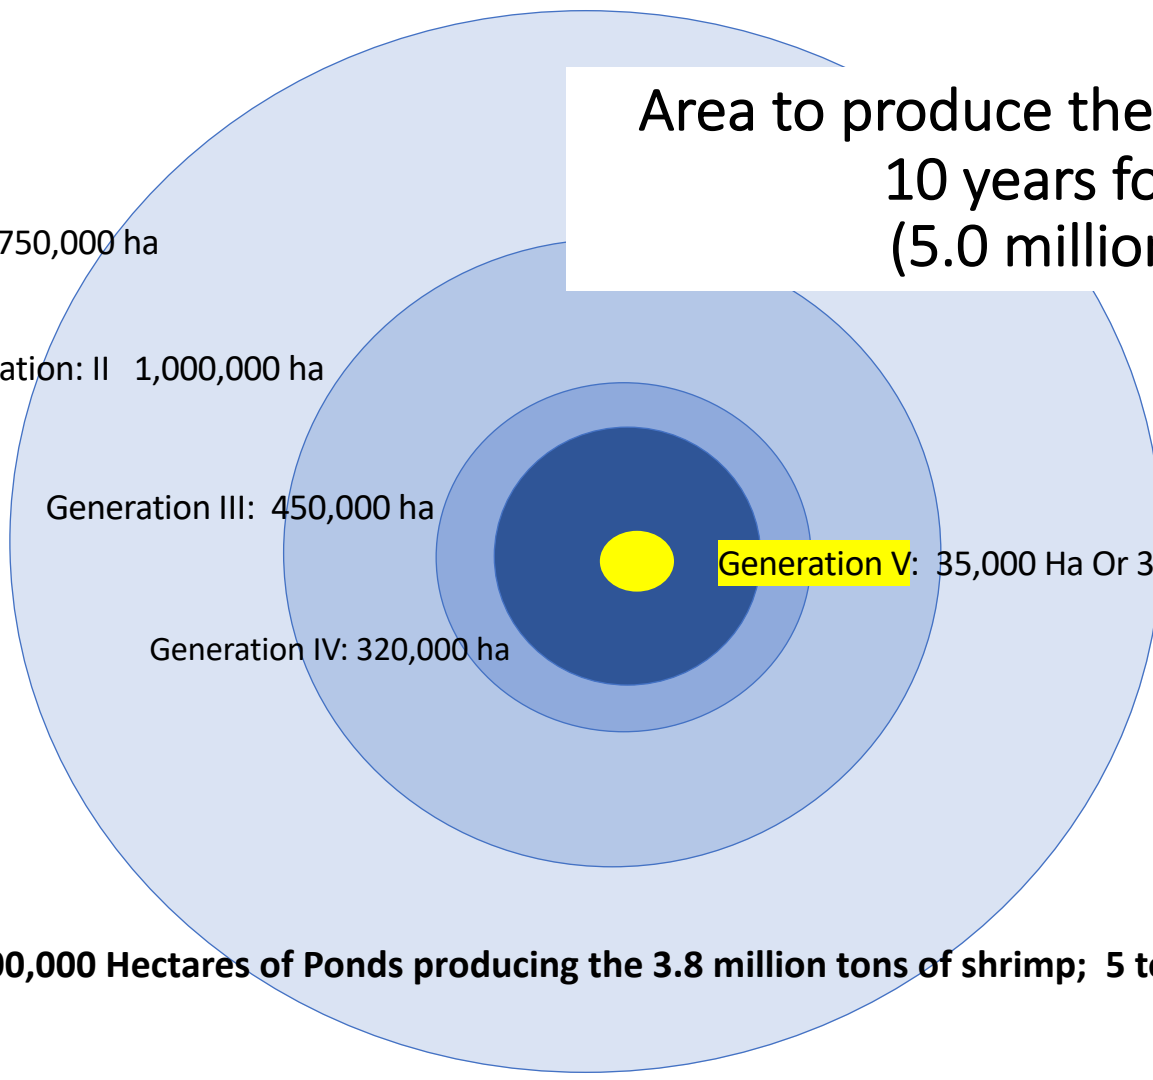 Area to produce the
10 years fo
(5.0 million
750,000 ha
ation: II 1,000,000 ha
Generation III: 450,000 ha
Generation V: 35,000 Ha Or 3
Generation IV: 320,000 ha
00,000 Hectares of Ponds producing the 3.8 million tons of shrimp; 5 t